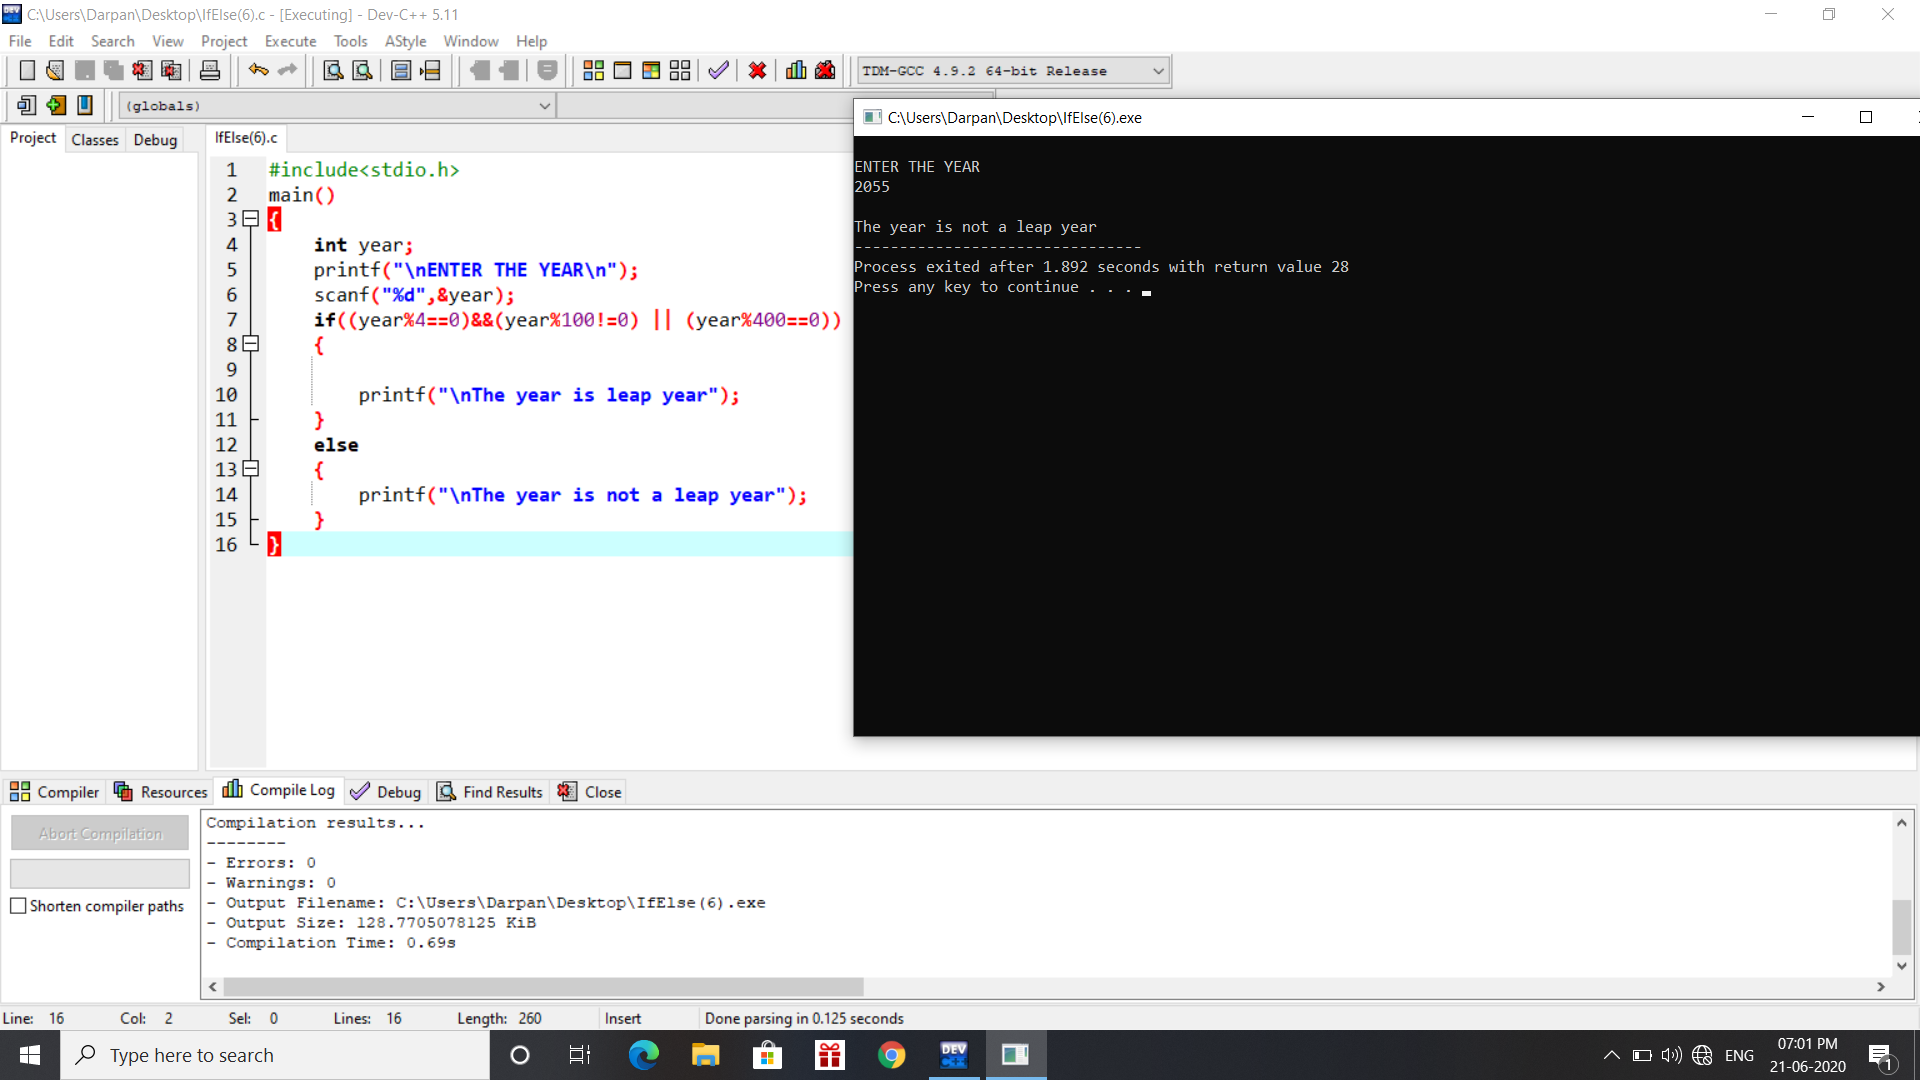 C:\Users\Darpan\Desktop\IfElse(6).c - [Executing] - Dev-C++ 5.11
File Edit Search View Project Execute Tools AStyle Window Help
TDM-GCC 4.9.2 64-bit Release
(globals)
Project Classes Debug
IfElse(6).c
1 #include<stdio.h>
2 main()
3 {
4 int year;
5 printf("\nENTER THE YEAR\n");
6 scanf("%d",&year);
7 if((year%4==0)&&(year%100!=0) || (year%400==0))
8 {
9
10 printf("\nThe year is leap year");
11 }
12 else
13 {
14 printf("\nThe year is not a leap year");
15 }
16 }
C:\Users\Darpan\Desktop\IfElse(6).exe
ENTER THE YEAR
2055
The year is not a leap year
--------------------------------
Process exited after 1.892 seconds with return value 28
Press any key to continue . . .
Compiler Resources Compile Log Debug Find Results Close
Abort Compilation
Shorten compiler paths
Compilation results...
--------
- Errors: 0
- Warnings: 0
- Output Filename: C:\Users\Darpan\Desktop\IfElse(6).exe
- Output Size: 128.7705078125 KiB
- Compilation Time: 0.69s
Line: 16 Col: 2 Sel: 0 Lines: 16 Length: 260 Insert Done parsing in 0.125 seconds
Type here to search
DEV C++
ENG
07:01 PM
21-06-2020
1